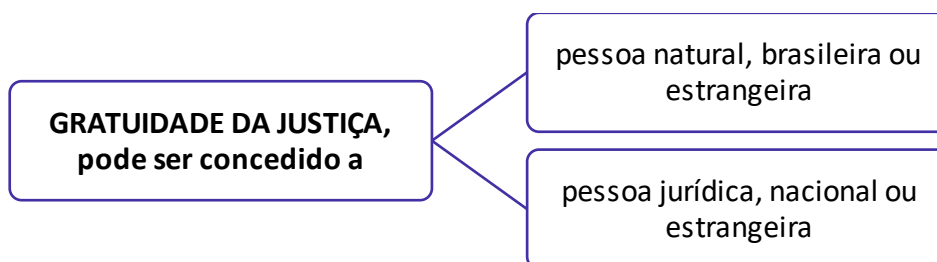 GRATUIDADE DA JUSTIÇA,
pode ser concedido a
pessoa natural, brasileira ou
estrangeira
pessoa jurídica, nacional ou
estrangeira